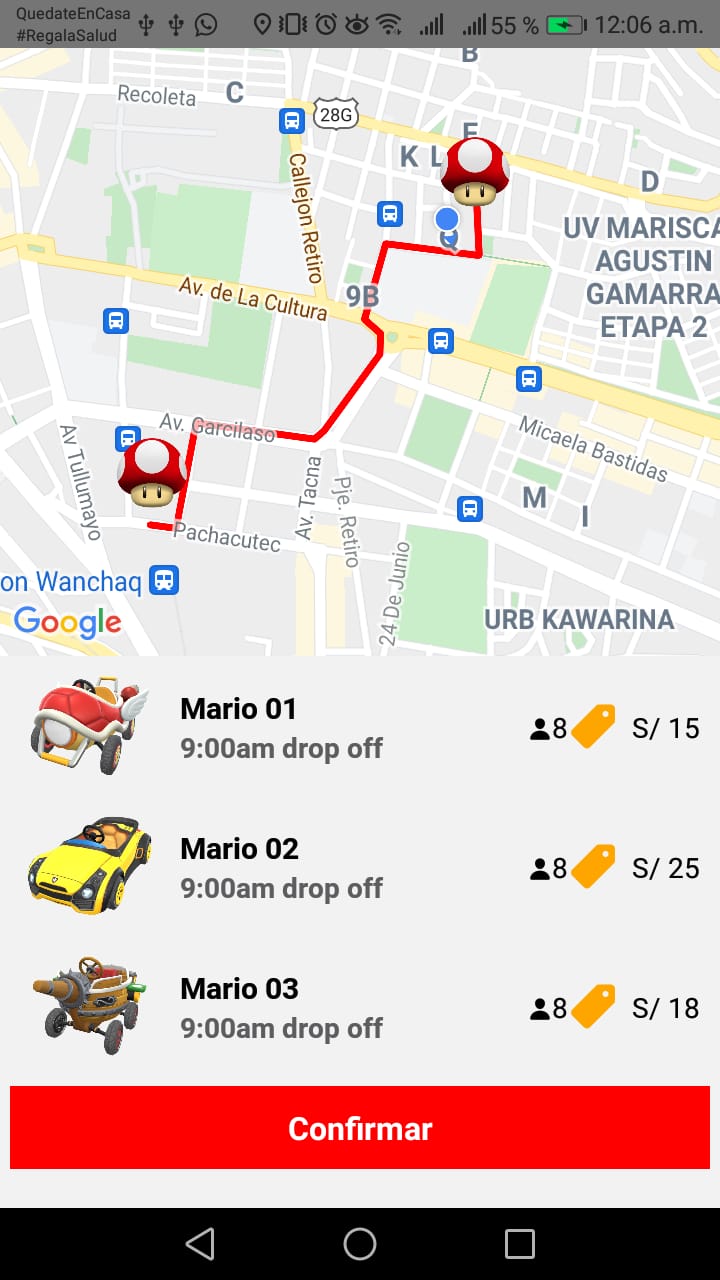 QuedateEnCasa
#RegalaSalud
55 %
12:06 a.m.
B
Recoleta
C
28G
E
K L
D
Callejon Retiro
Q
UV MARISCA
AGUSTIN
GAMARRA
ETAPA 2
9B
Av. de La Cultura
Av. Garcilaso
Micaela Bastidas
Av Tullumayo
Av. Tacna
Pje. Retiro
M
I
Pachacutec
24 De Junio
on Wanchaq
Google
URB KAWARINA
Mario 01
9:00am drop off
8
S/ 15
Mario 02
9:00am drop off
8
S/ 25
Mario 03
9:00am drop off
8
S/ 18
Confirmar